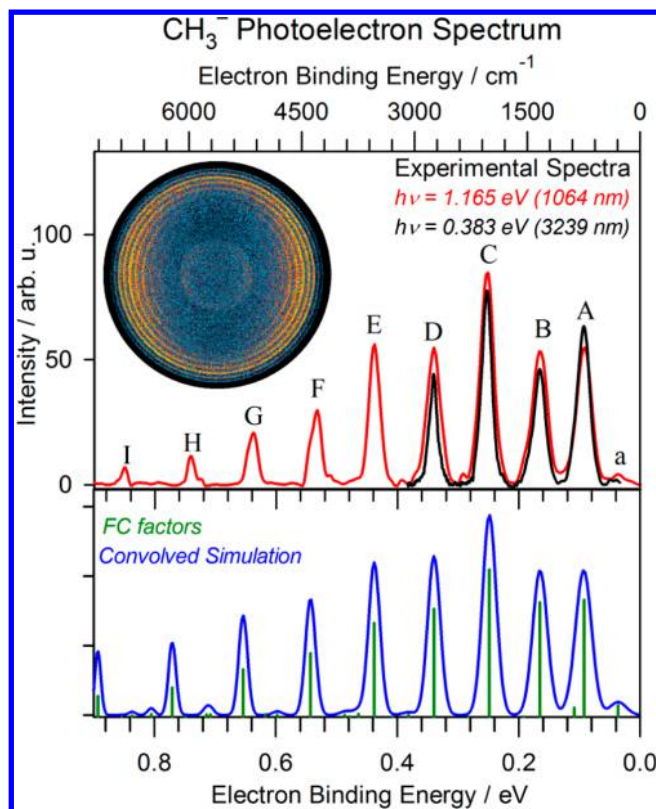 CH₃⁻ Photoelectron Spectrum
Electron Binding Energy / cm⁻¹
6000 4500 3000 1500 0
Experimental Spectra
hν = 1.165 eV (1064 nm)
hν = 0.383 eV (3239 nm)
Intensity / arb. u.
100
50
0
I H G F E D C B A a
FC factors
Convolved Simulation
0.8 0.6 0.4 0.2 0.0
Electron Binding Energy / eV